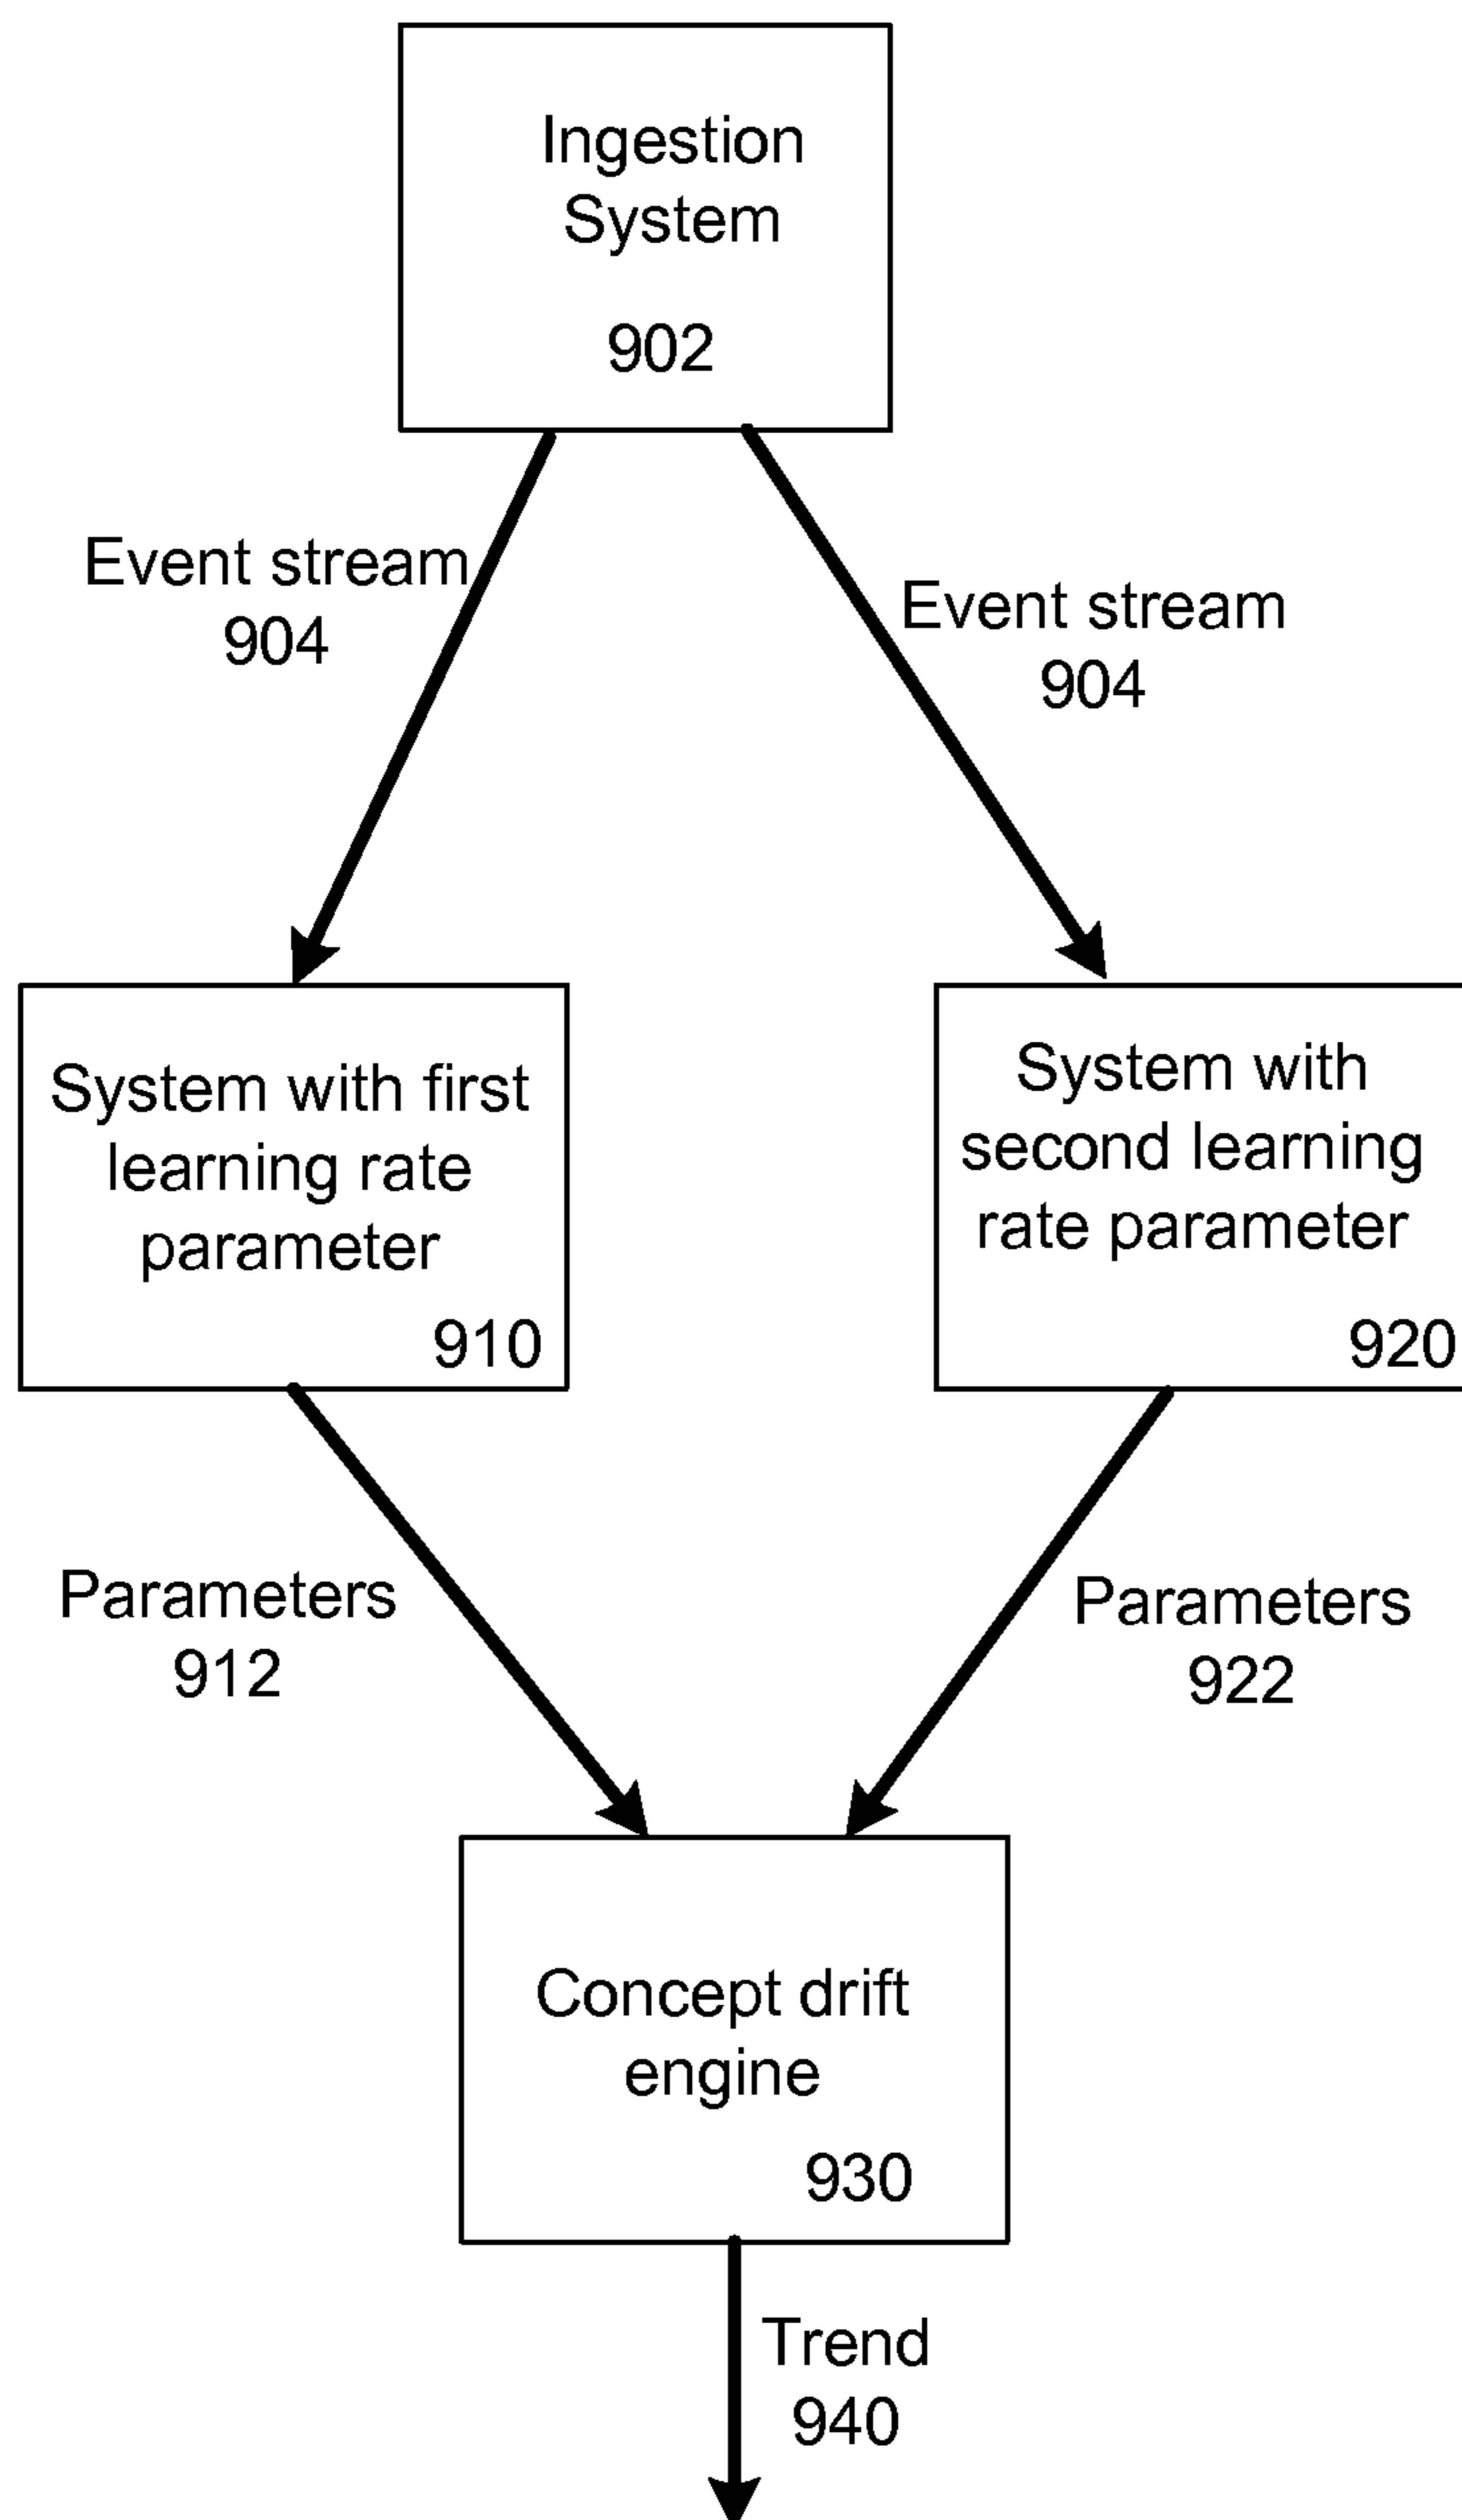 Ingestion
System
902
Event stream
904
Event stream
904
System with first
learning rate
parameter
910
System with
second learning
rate parameter
920
Parameters
912
Parameters
922
Concept drift
engine
930
Trend
940